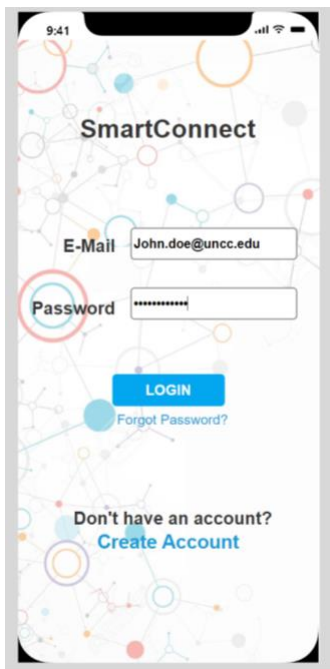 9:41
SmartConnect
E-Mail John.doe@uncc.edu
Password ••••••••••••
LOGIN
Forgot Password?
Don't have an account?
Create Account